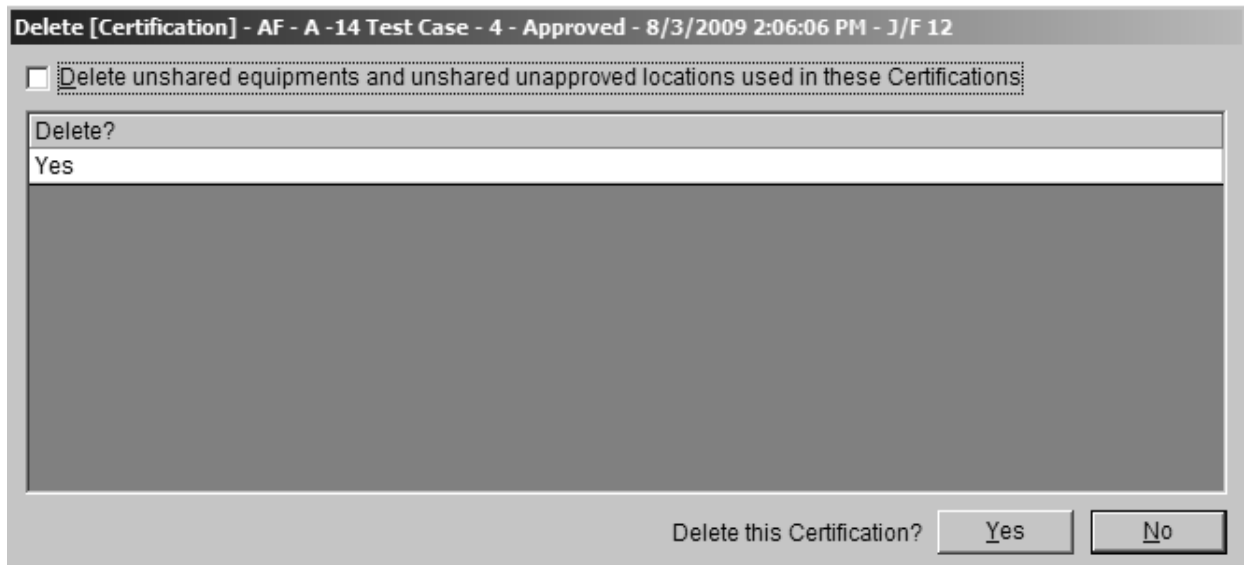 Delete [Certification] - AF - A -14 Test Case - 4 - Approved - 8/3/2009 2:06:06 PM - J/F 12
Delete unshared equipments and unshared unapproved locations used in these Certifications
Delete?
Yes
Delete this Certification? Yes No